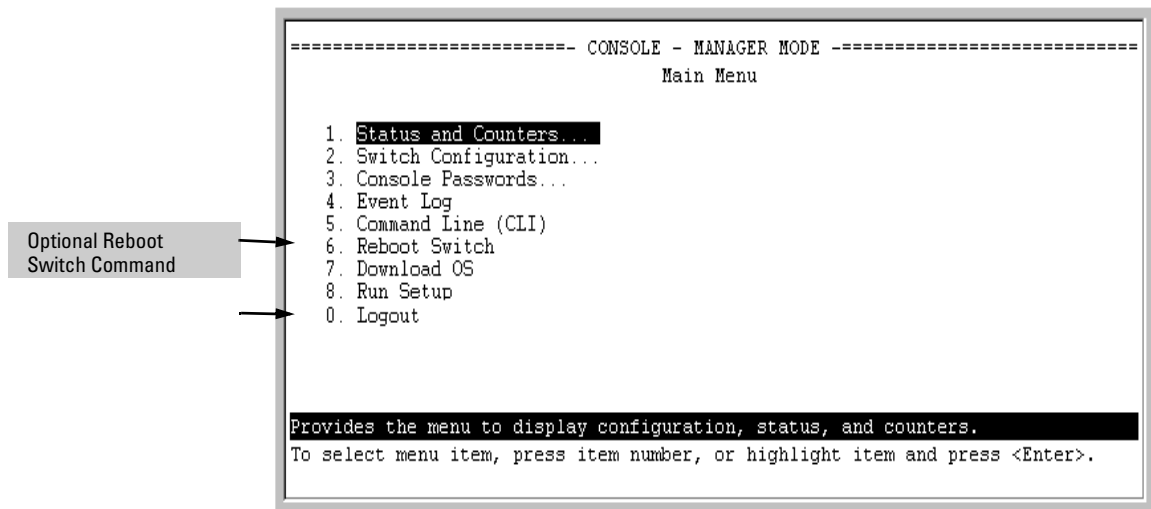 ===========================- CONSOLE - MANAGER MODE -============================
Main Menu
1. Status and Counters...
2. Switch Configuration...
3. Console Passwords...
4. Event Log
5. Command Line (CLI)
6. Reboot Switch
7. Download OS
8. Run Setup
0. Logout
Optional Reboot
Switch Command
Provides the menu to display configuration, status, and counters.
To select menu item, press item number, or highlight item and press <Enter>.